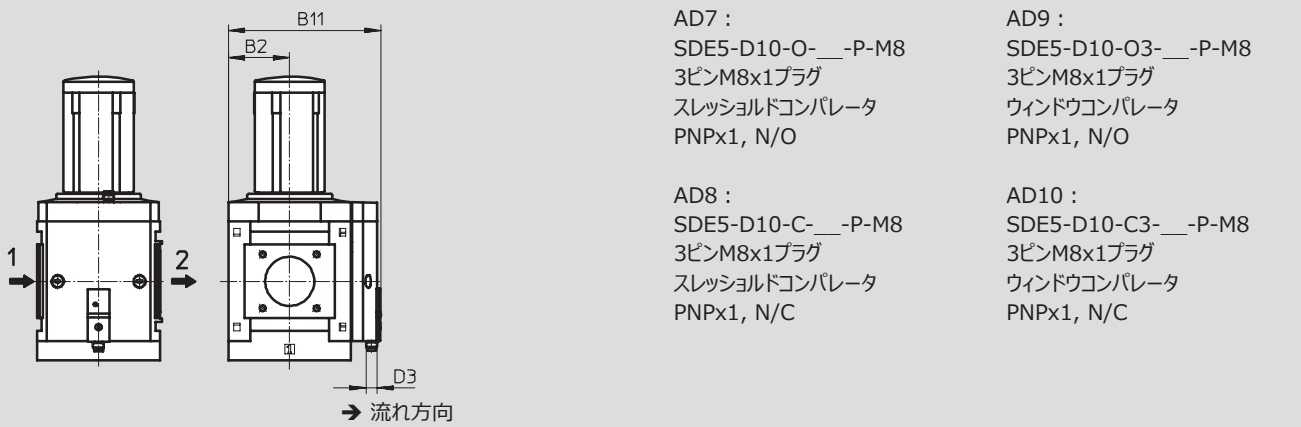 B11
B2
1
2
1
D3
➔ 流れ方向
AD7：
SDE5-D10-O-__-P-M8
3ピンM8x1プラグ
スレッショルドコンパレータ
PNPx1, N/O
AD8：
SDE5-D10-C-__-P-M8
3ピンM8x1プラグ
スレッショルドコンパレータ
PNPx1, N/C
AD9：
SDE5-D10-O3-__-P-M8
3ピンM8x1プラグ
ウィンドウコンパレータ
PNPx1, N/O
AD10：
SDE5-D10-C3-__-P-M8
3ピンM8x1プラグ
ウィンドウコンパレータ
PNPx1, N/C